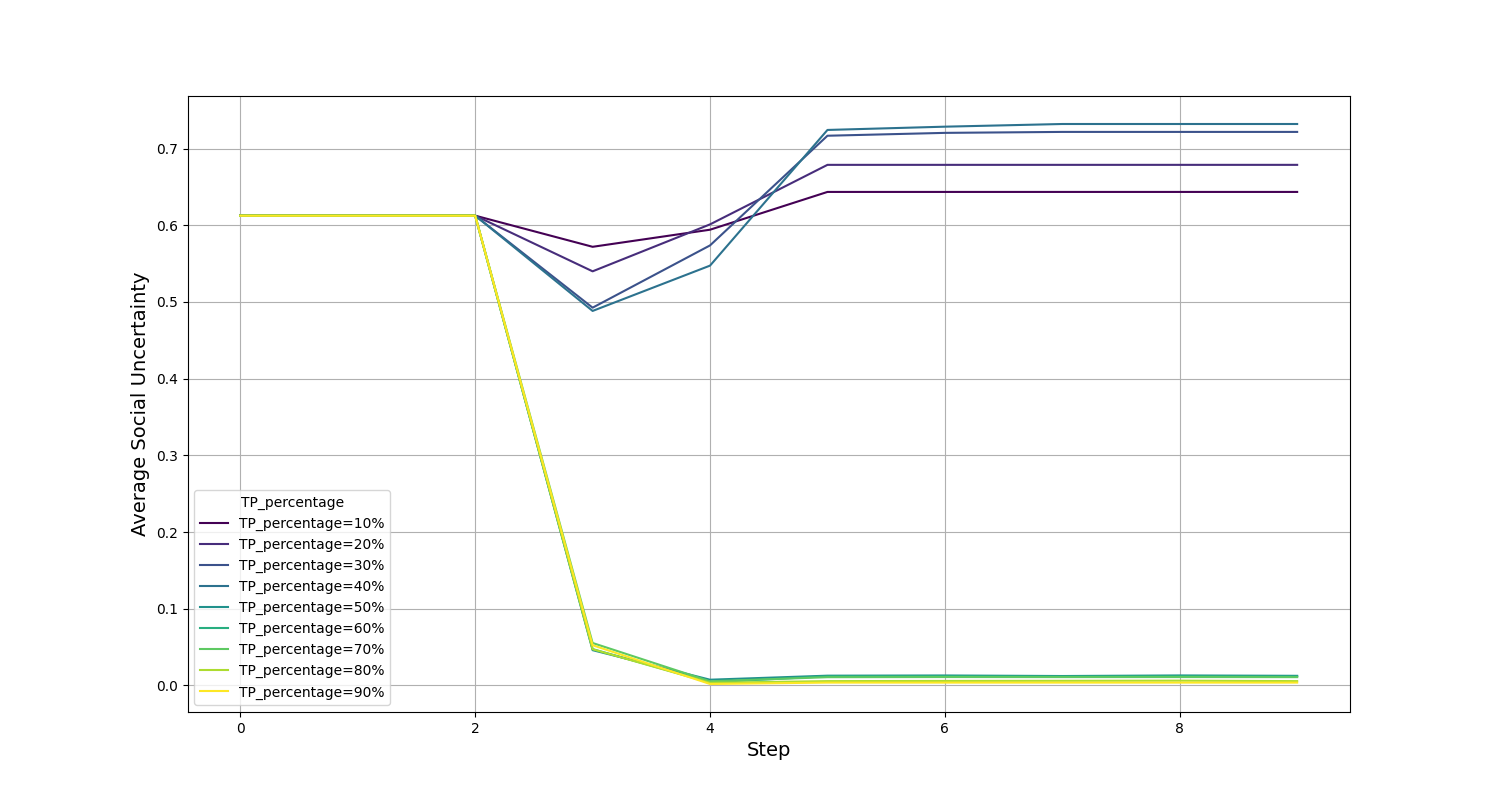 Average Social Uncertainty
0.7
0.6
0.5
0.4
0.3
0.2
0.1
0.0
TP_percentage
TP_percentage=10%
TP_percentage=20%
TP_percentage=30%
TP_percentage=40%
TP_percentage=50%
TP_percentage=60%
TP_percentage=70%
TP_percentage=80%
TP_percentage=90%
0 2 4 6 8
Step